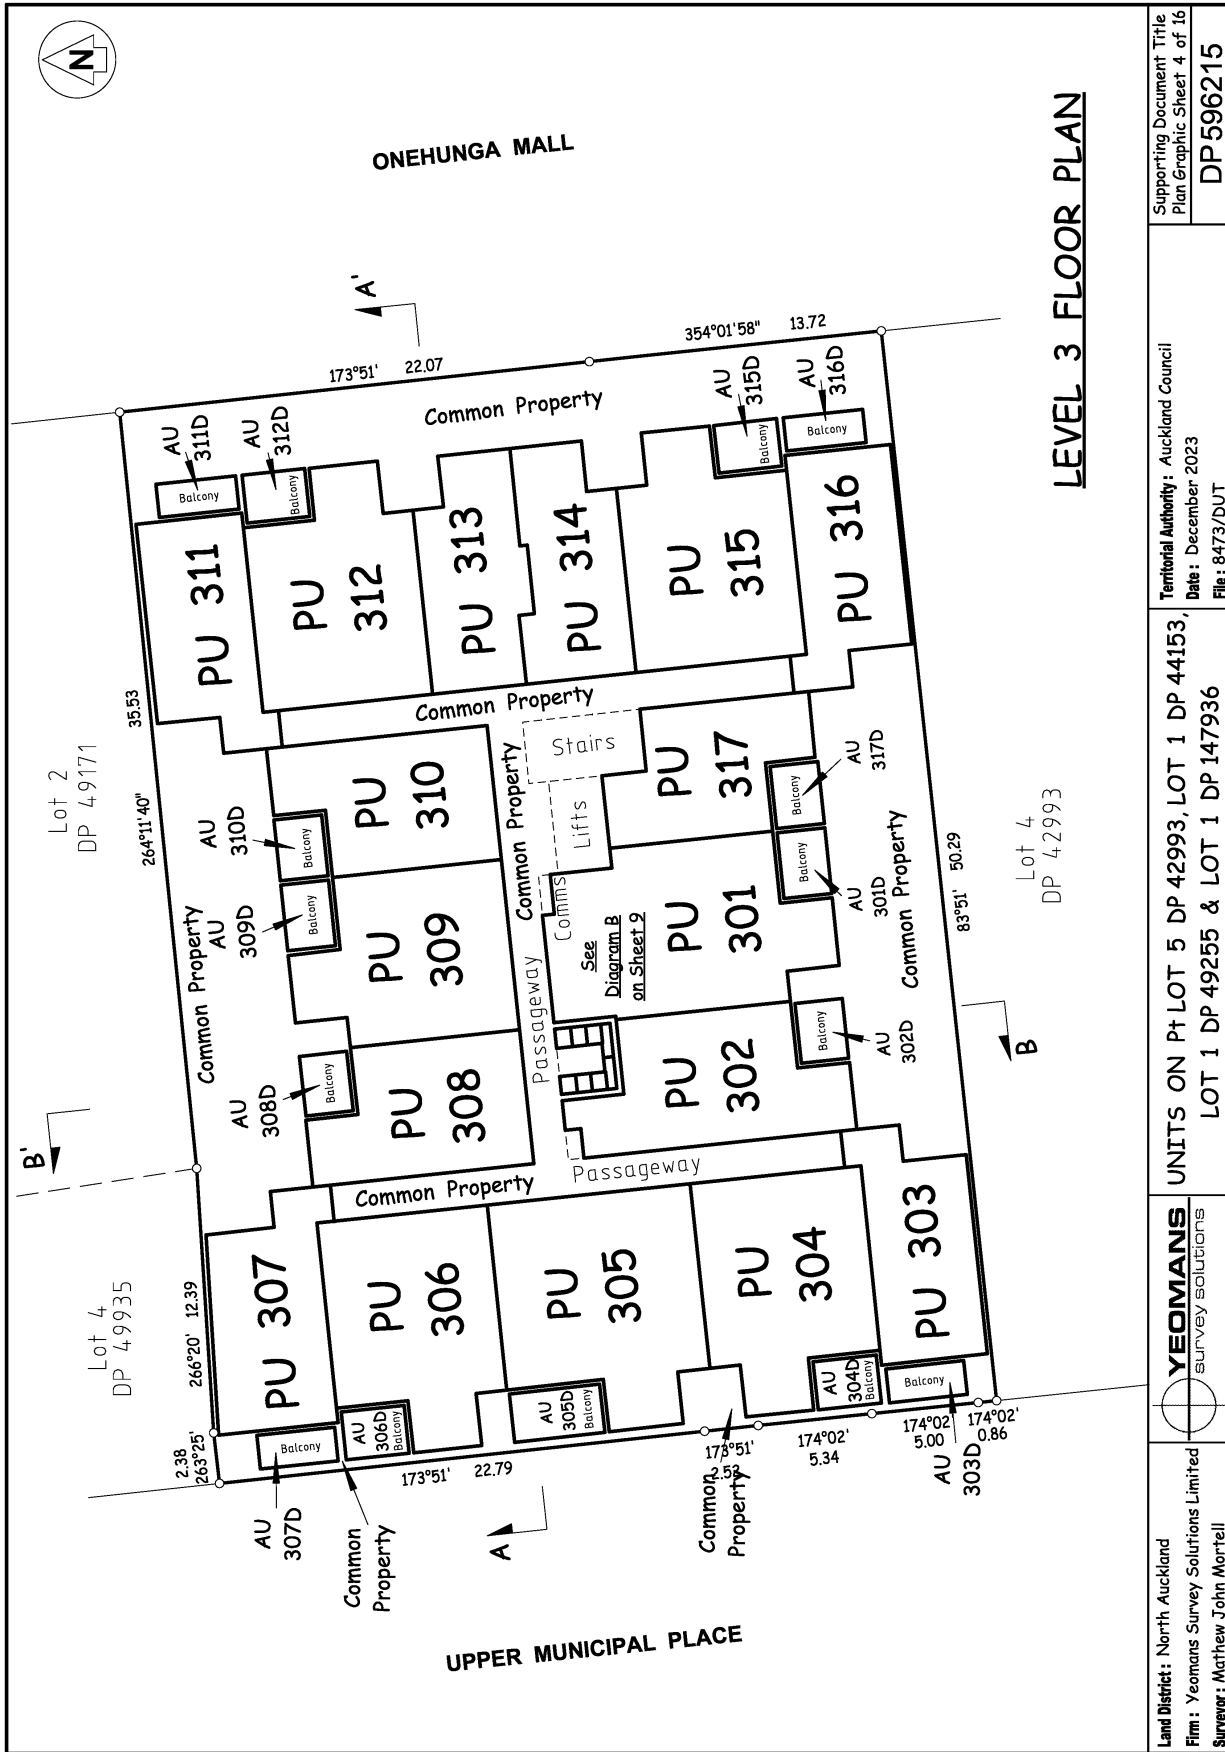 N
ONEHUNGA MALL
LEVEL 3 FLOOR PLAN
A'
173°51' 22.07
354°01'58" 13.72
Common Property
AU
311D
Balcony
AU
312D
Balcony
AU
315D
Balcony
AU
316D
Balcony
PU 311
PU
312
PU 313
PU 314
PU
315
PU 316
35.53
264°11'40"
Lot 2
DP 49171
Common Property
Common Property
Stairs
Lifts
Comms
PU
310
AU
310D
Balcony
AU
309D
Balcony
PU
309
Common Property
Passageway
See
Diagram B
on Sheet 9
PU
317
AU
317D
Balcony
PU
301
AU
301D
Balcony
Common Property
83°51' 50.29
Lot 4
DP 42993
PU
302
AU
302D
Balcony
B
B'
AU
308D
Balcony
PU
308
Common Property
Passageway
Lot 4
DP 49935
266°20' 12.39
2.38
263°25'
PU 307
AU
307D
Balcony
PU
306
AU
306D
Balcony
PU
305
AU
305D
Balcony
PU
304
AU
304D
Balcony
PU 303
Balcony
AU
303D
Common
Property
173°51' 22.79
A
173°51'
2.52
Common
Property
174°02'
5.34
174°02
5.00
174°02'
0.86
UPPER MUNICIPAL PLACE
Land District: North Auckland
Firm: Yeomans Survey Solutions Limited
Surveyor: Mathew John Mortell
YEOMANS
survey solutions
UNITS ON Pt LOT 5 DP 42993, LOT 1 DP 44153,
LOT 1 DP 49255 & LOT 1 DP 147936
Territorial Authority: Auckland Council
Date: December 2023
File: 8473/DUT
Supporting Document Title
Plan Graphic Sheet 4 of 16
DP 596215